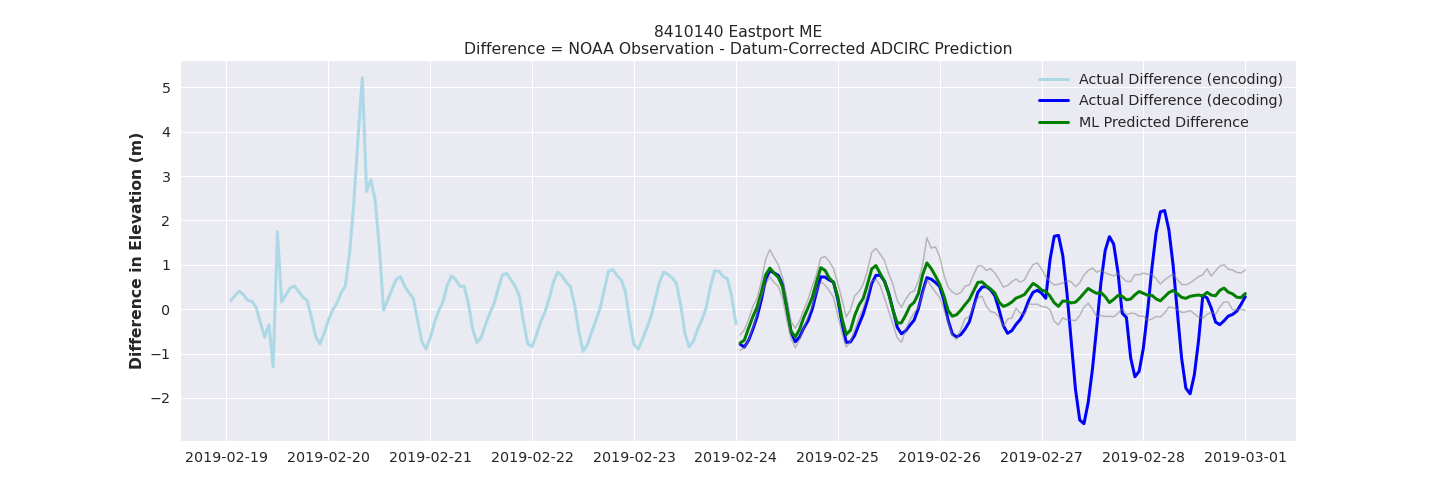 8410140 Eastport ME
Difference = NOAA Observation - Datum-Corrected ADCIRC Prediction
Difference in Elevation (m)
5
4
3
2
1
0
−1
−2
Actual Difference (encoding)
Actual Difference (decoding)
ML Predicted Difference
2019-02-19 2019-02-20 2019-02-21 2019-02-22 2019-02-23 2019-02-24 2019-02-25 2019-02-26 2019-02-27 2019-02-28 2019-03-01